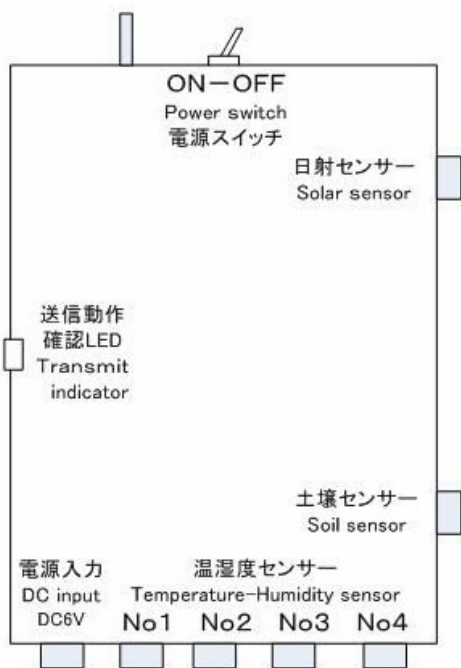 ON－OFF
Power switch
電源スイッチ
日射センサー
Solar sensor
送信動作
確認LED
Transmit
indicator
土壌センサー
Soil sensor
電源入力
DC input
DC6V
温湿度センサー
Temperature-Humidity sensor
No1 No2 No3 No4